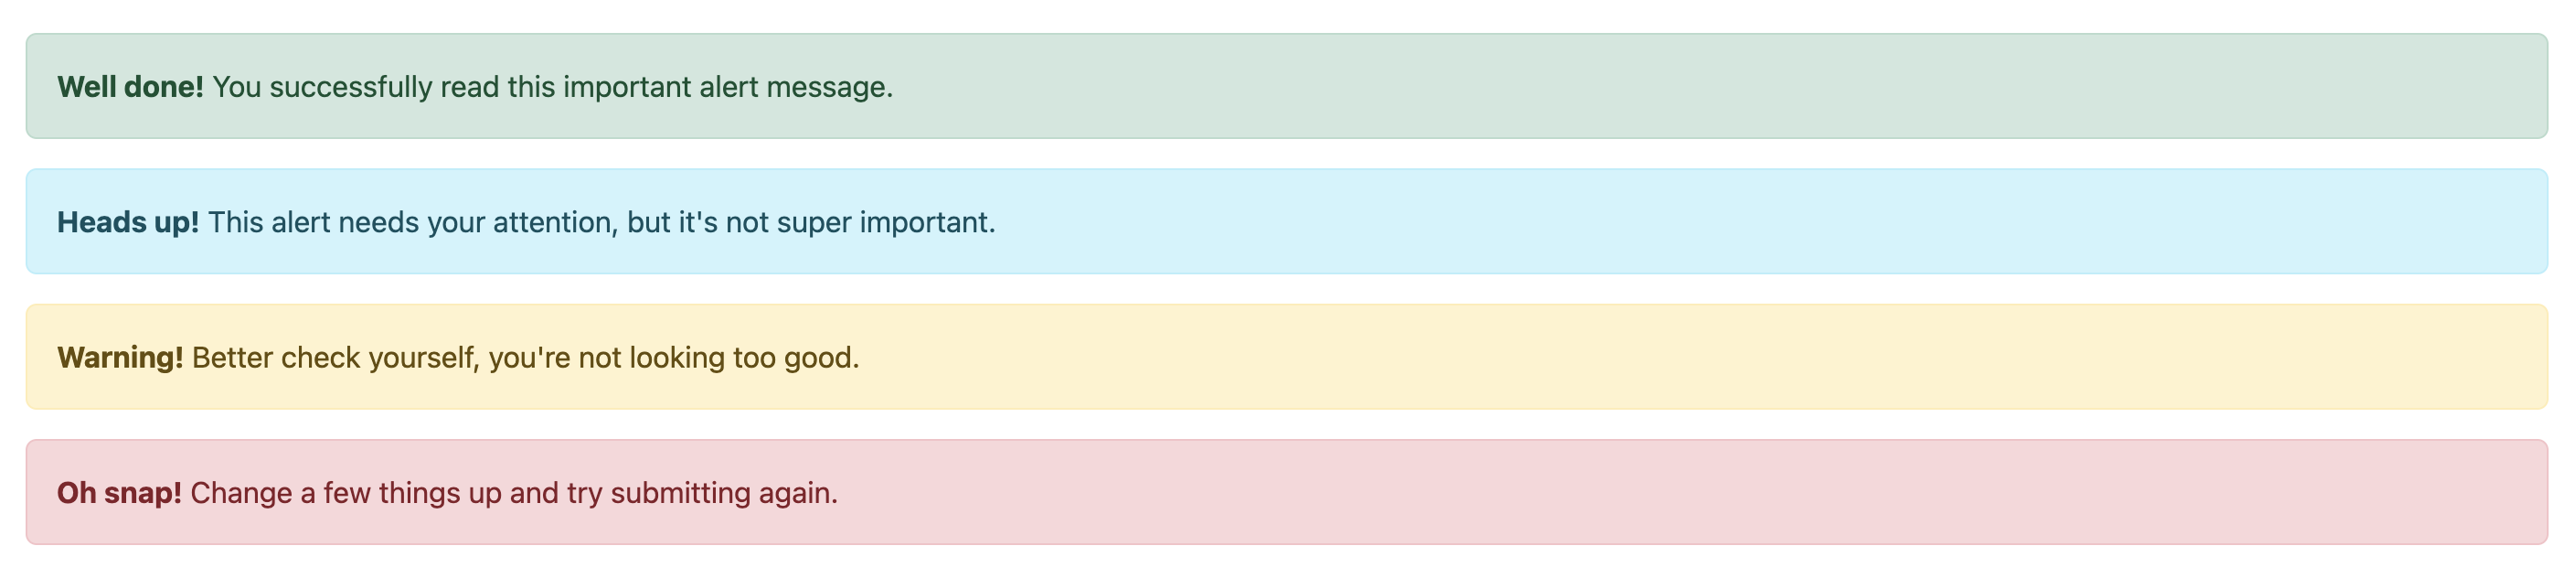 Well done! You successfully read this important alert message.
Heads up! This alert needs your attention, but it's not super important.
Warning! Better check yourself, you're not looking too good.
Oh snap! Change a few things up and try submitting again.